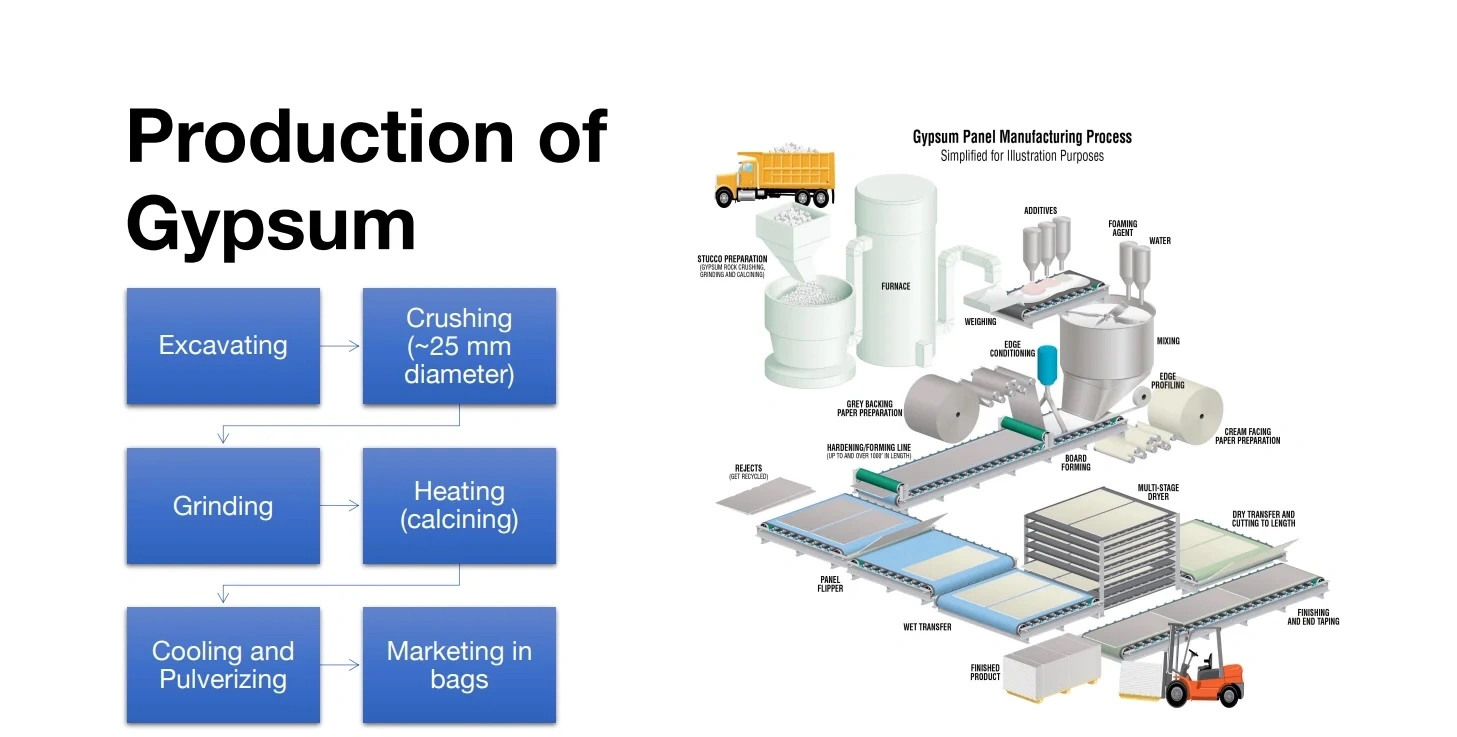 Production of
Gypsum
Excavating
Crushing
(~25 mm
diameter)
Grinding
Heating
(calcining)
Cooling and
Pulverizing
Marketing in
bags
Gypsum Panel Manufacturing Process
Simplified for Illustration Purposes
STUCCO PREPARATION
(GYPSUM ROCK CRUSHING,
GRINDING AND CALCINING)
FURNACE
ADDITIVES
FOAMING
AGENT
WATER
WEIGHING
MIXING
EDGE
CONDITIONING
EDGE
PROFILING
GREY BACKING
PAPER PREPARATION
CREAM FACING
PAPER PREPARATION
HARDENING/FORMING LINE
(UP TO AND OVER 1000' IN LENGTH)
BOARD
FORMING
REJECTS
(GET RECYCLED)
MULTI-STAGE
DRYER
DRY TRANSFER AND
CUTTING TO LENGTH
PANEL
FLIPPER
WET TRANSFER
FINISHING
AND END TAPING
FINISHED
PRODUCT